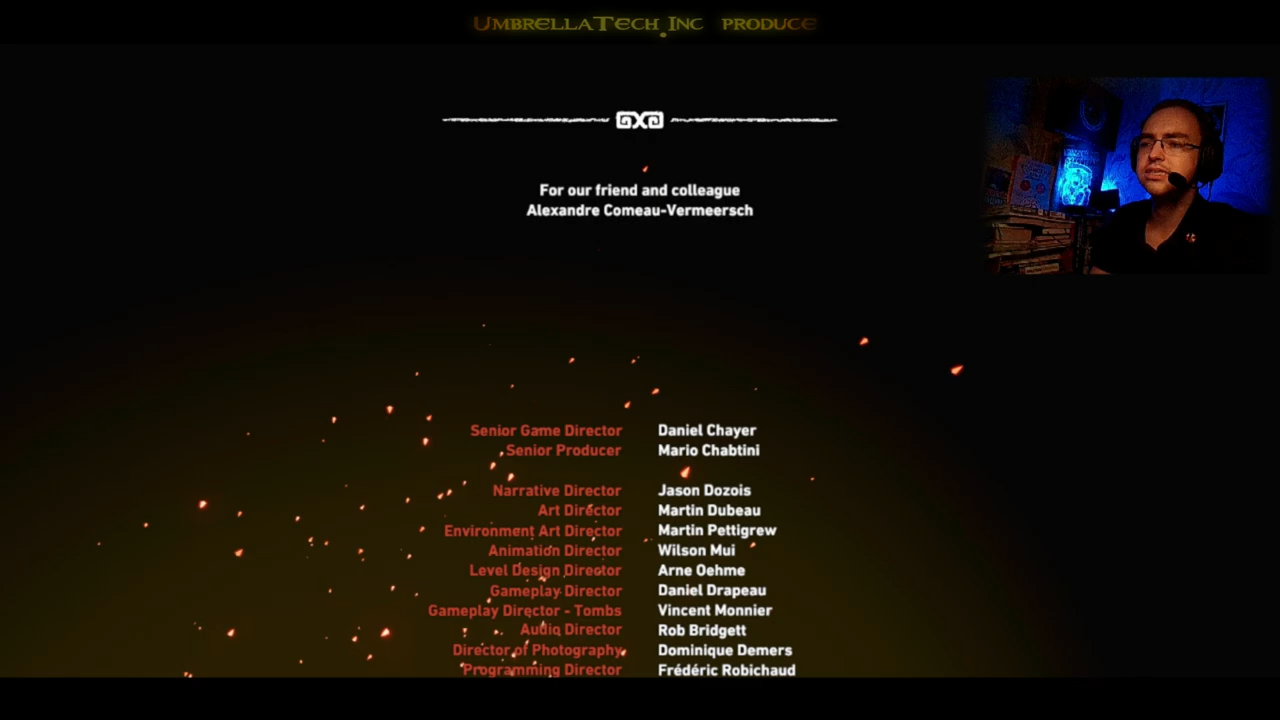 UmbrellaTech.Inc produce
For our friend and colleague
Alexandre Comeau-Vermeersch
Senior Game Director Daniel Chayer
Senior Producer Mario Chabtini
Narrative Director Jason Dozois
Art Director Martin Dubeau
Environment Art Director Martin Pettigrew
Animation Director Wilson Mui
Level Design Director Arne Oehme
Gameplay Director Daniel Drapeau
Gameplay Director - Tombs Vincent Monnier
Audio Director Rob Bridgett
Director of Photography Dominique Demers
Programming Director Frédéric Robichaud